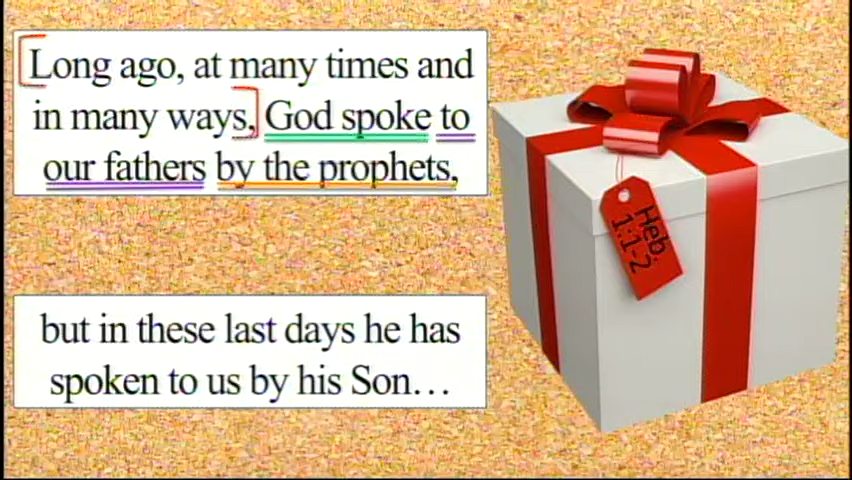 Long ago, at many times and
in many ways, God spoke to
our fathers by the prophets,
but in these last days he has
spoken to us by his Son…
Heb.
1:1-2